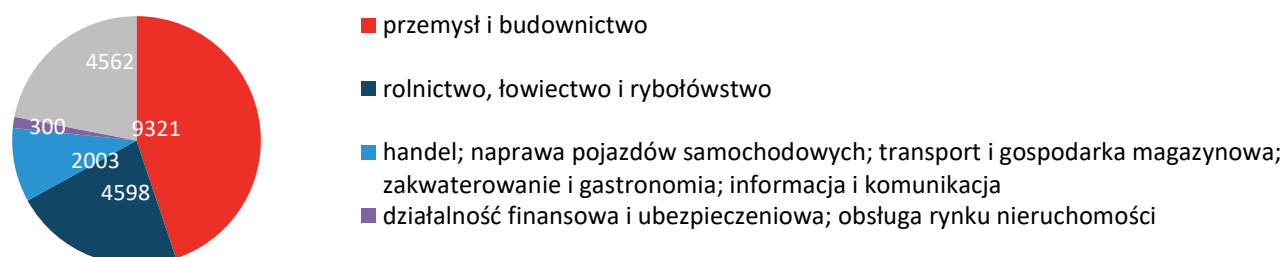 4562
300
9321
2003
4598
przemysł i budownictwo
rolnictwo, łowiectwo i rybołówstwo
handel; naprawa pojazdów samochodowych; transport i gospodarka magazynowa;
zakwaterowanie i gastronomia; informacja i komunikacja
działalność finansowa i ubezpieczeniowa; obsługa rynku nieruchomości